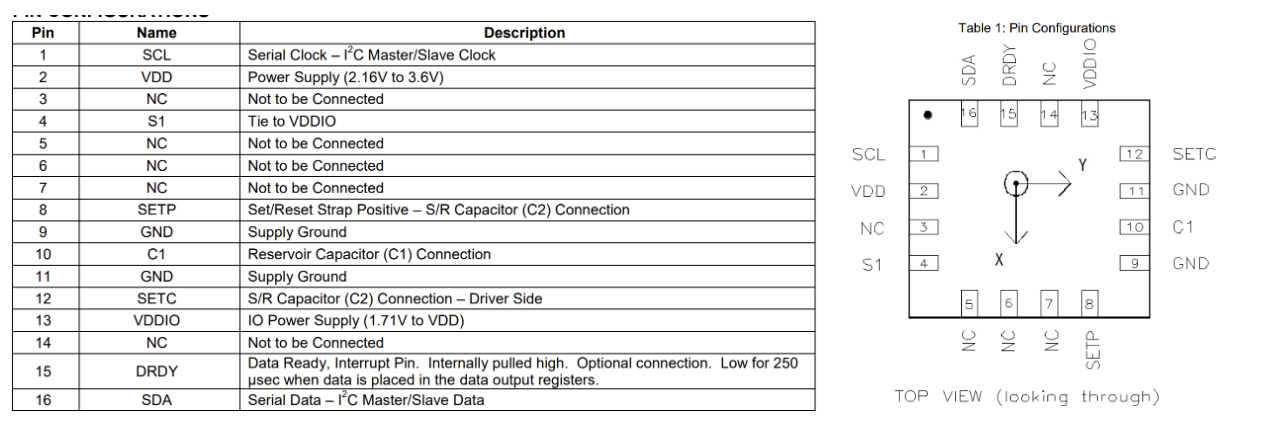 PIN CONFIGURATIONS
Pin Name Description
1 SCL Serial Clock – I²C Master/Slave Clock
2 VDD Power Supply (2.16V to 3.6V)
3 NC Not to be Connected
4 S1 Tie to VDDIO
5 NC Not to be Connected
6 NC Not to be Connected
7 NC Not to be Connected
8 SETP Set/Reset Strap Positive – S/R Capacitor (C2) Connection
9 GND Supply Ground
10 C1 Reservoir Capacitor (C1) Connection
11 GND Supply Ground
12 SETC S/R Capacitor (C2) Connection – Driver Side
13 VDDIO IO Power Supply (1.71V to VDD)
14 NC Not to be Connected
15 DRDY Data Ready, Interrupt Pin.  Internally pulled high.  Optional connection.  Low for 250
µsec when data is placed in the data output registers.
16 SDA Serial Data – I²C Master/Slave Data
Table 1: Pin Configurations
SDA DRDY NC VDDIO
16 15 14 13
SCL 1 12 SETC
Y
VDD 2 11 GND
NC 3 10 C1
X
S1 4 9 GND
5 6 7 8
NC NC NC SETP
TOP VIEW (looking through)